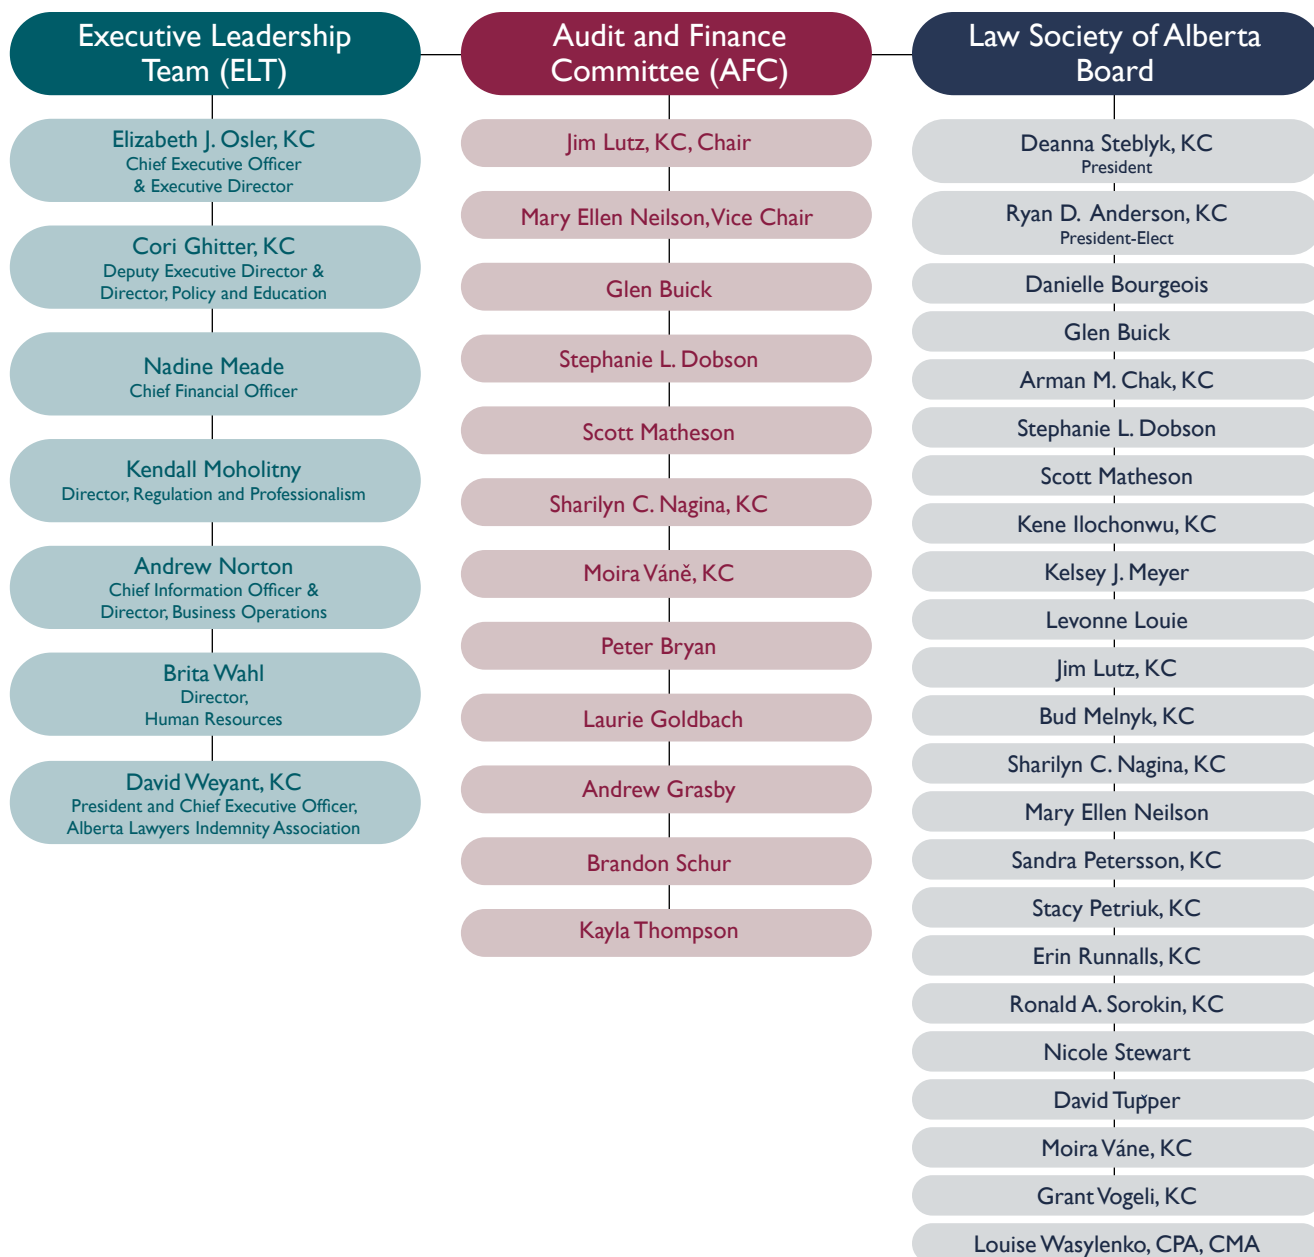 Executive Leadership
Team (ELT)
Elizabeth J. Osler, KC
Chief Executive Officer
& Executive Director
Cori Ghitter, KC
Deputy Executive Director &
Director, Policy and Education
Nadine Meade
Chief Financial Officer
Kendall Moholitny
Director, Regulation and Professionalism
Andrew Norton
Chief Information Officer &
Director, Business Operations
Brita Wahl
Director,
Human Resources
David Weyant, KC
President and Chief Executive Officer,
Alberta Lawyers Indemnity Association
Audit and Finance
Committee (AFC)
Jim Lutz, KC, Chair
Mary Ellen Neilson, Vice Chair
Glen Buick
Stephanie L. Dobson
Scott Matheson
Sharilyn C. Nagina, KC
Moira Váně, KC
Peter Bryan
Laurie Goldbach
Andrew Grasby
Brandon Schur
Kayla Thompson
Law Society of Alberta
Board
Deanna Steblyk, KC
President
Ryan D. Anderson, KC
President-Elect
Danielle Bourgeois
Glen Buick
Arman M. Chak, KC
Stephanie L. Dobson
Scott Matheson
Kene Ilochonwu, KC
Kelsey J. Meyer
Levonne Louie
Jim Lutz, KC
Bud Melnyk, KC
Sharilyn C. Nagina, KC
Mary Ellen Neilson
Sandra Petersson, KC
Stacy Petriuk, KC
Erin Runnalls, KC
Ronald A. Sorokin, KC
Nicole Stewart
David Tupper
Moira Váne, KC
Grant Vogeli, KC
Louise Wasylenko, CPA, CMA